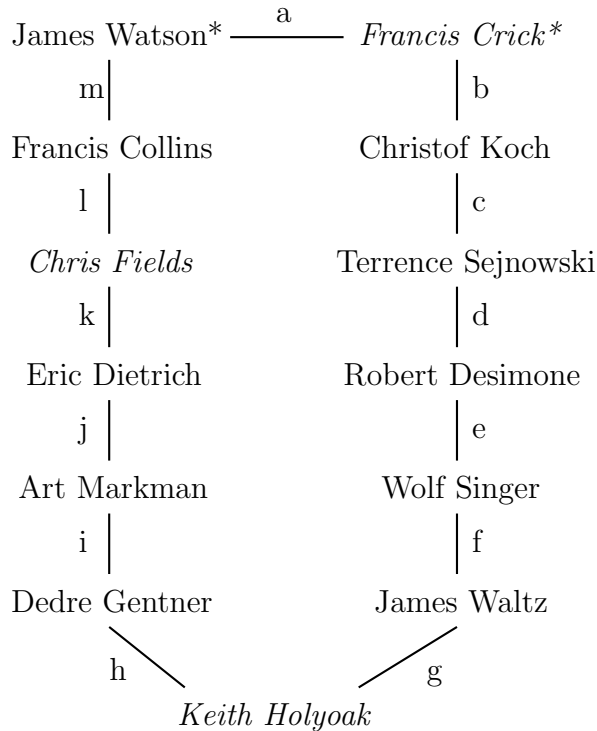 a
James Watson* Francis Crick*
m b
Francis Collins Christof Koch
l c
Chris Fields Terrence Sejnowski
k d
Eric Dietrich Robert Desimone
j e
Art Markman Wolf Singer
i f
Dedre Gentner James Waltz
h g
Keith Holyoak